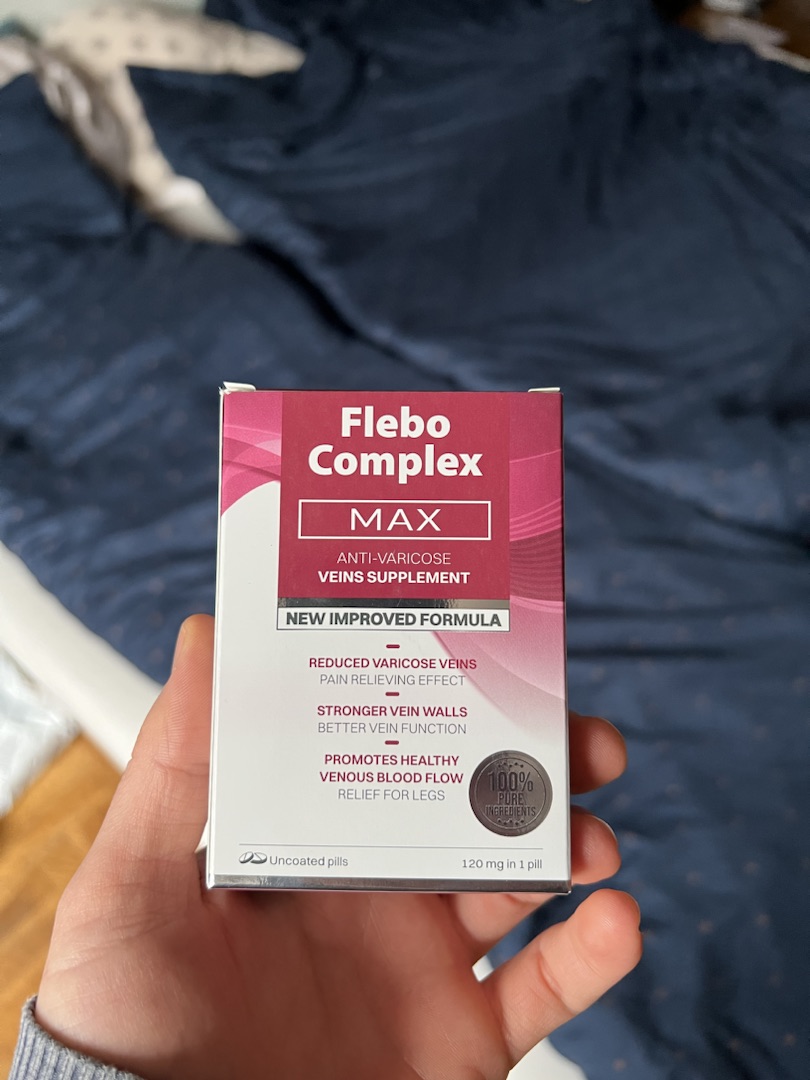 Flebo
Complex
MAX
ANTI-VARICOSE
VEINS SUPPLEMENT
NEW IMPROVED FORMULA
REDUCED VARICOSE VEINS
PAIN RELIEVING EFFECT
STRONGER VEIN WALLS
BETTER VEIN FUNCTION
PROMOTES HEALTHY
VENOUS BLOOD FLOW
RELIEF FOR LEGS
100%
PURE
INGREDIENTS
Uncoated pills
120 mg in 1 pill